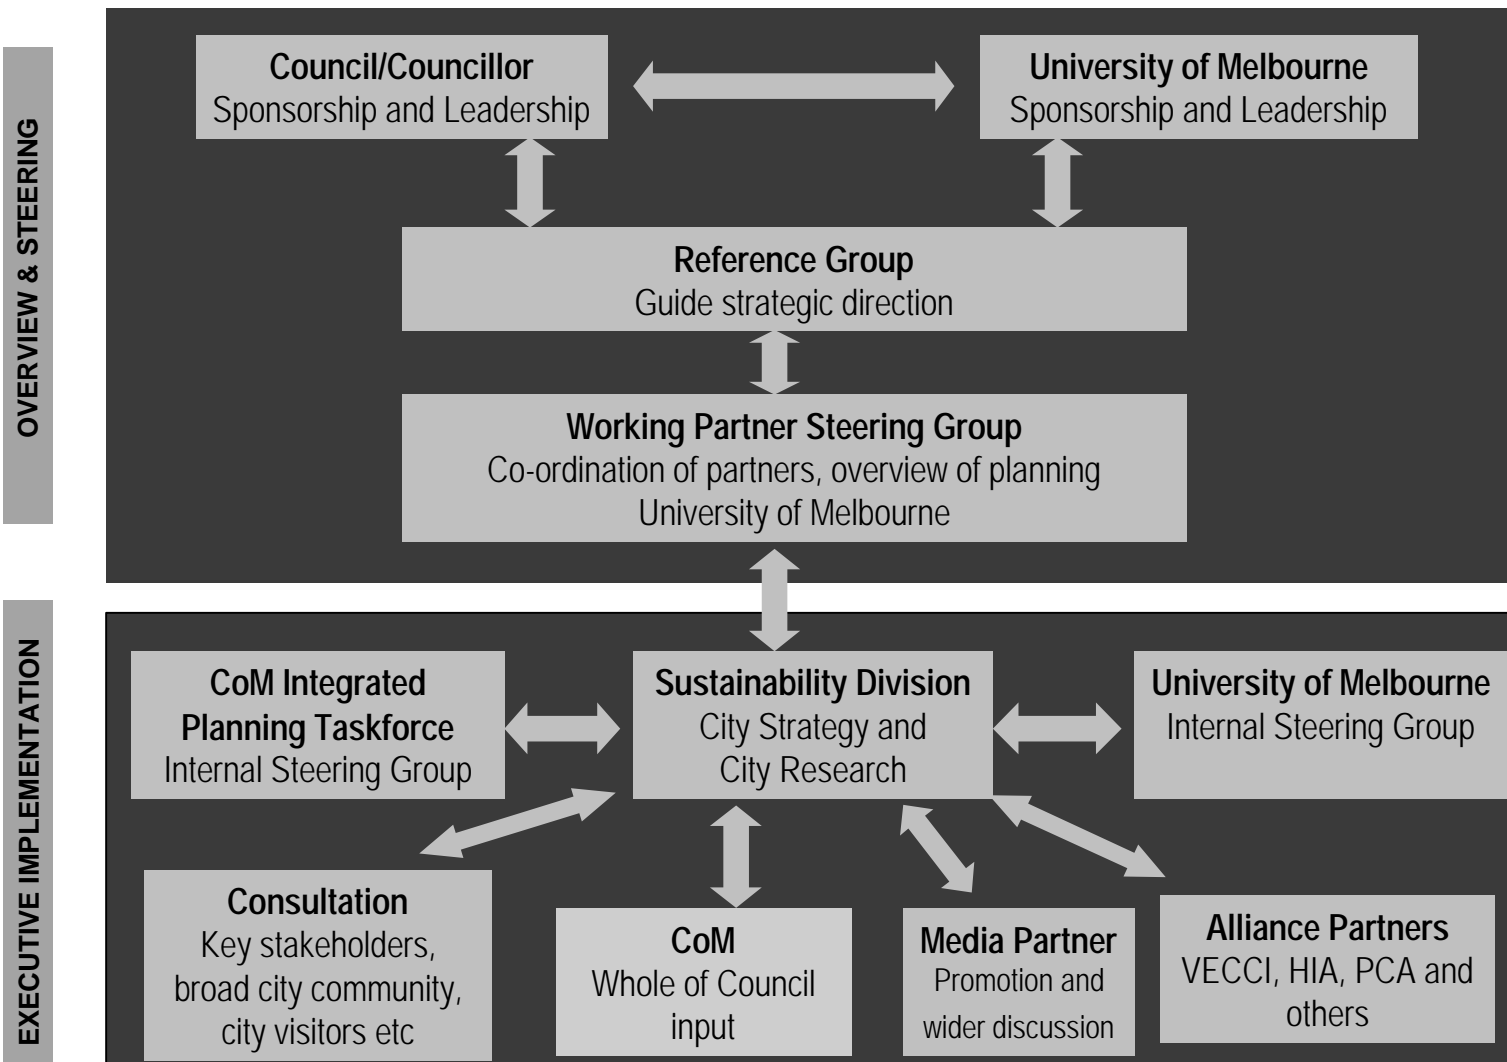 OVERVIEW & STEERING
Council/Councillor
Sponsorship and Leadership
University of Melbourne
Sponsorship and Leadership
Reference Group
Guide strategic direction
Working Partner Steering Group
Co-ordination of partners, overview of planning
University of Melbourne
EXECUTIVE IMPLEMENTATION
CoM Integrated
Planning Taskforce
Internal Steering Group
Sustainability Division
City Strategy and
City Research
University of Melbourne
Internal Steering Group
Consultation
Key stakeholders,
broad city community,
city visitors etc
CoM
Whole of Council
input
Media Partner
Promotion and
wider discussion
Alliance Partners
VECCI, HIA, PCA and
others